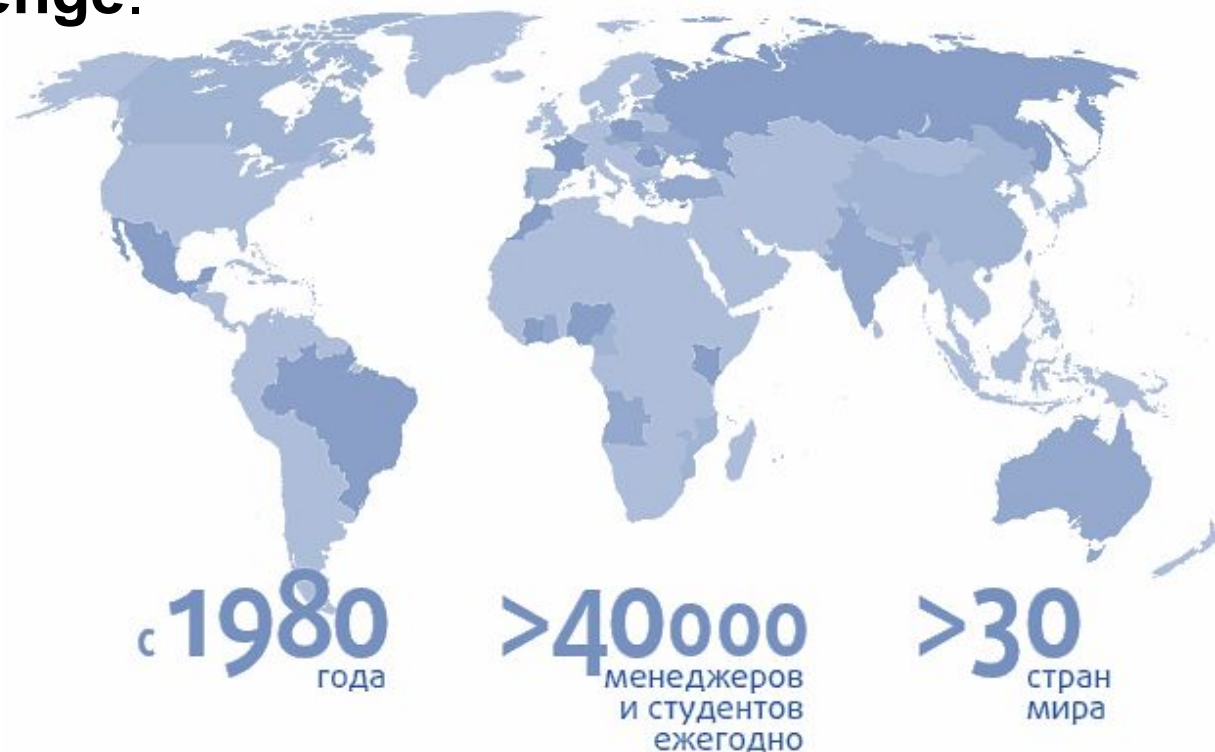 с 1980
года
>40000
менеджеров
и студентов
ежегодно
>30
стран
мира